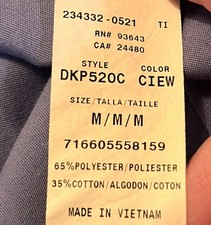 234332-0521 TI
RN# 93643
CA# 24480
STYLE COLOR
DKP520C CIEW
SIZE/TALLA/TAILLE
M/M/M
716605558159
65%POLYESTER/POLIESTER
35%COTTON/ALGODON/COTON
MADE IN VIETNAM